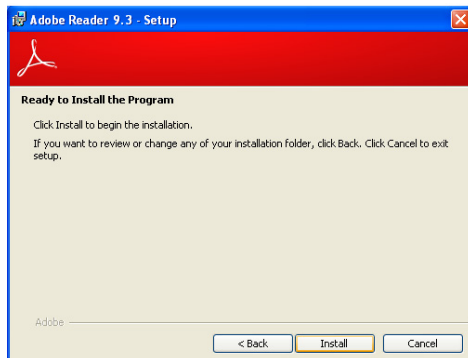 Adobe Reader 9.3 - Setup
Ready to Install the Program
Click Install to begin the installation.
If you want to review or change any of your installation folder, click Back. Click Cancel to exit
setup.
Adobe
< Back Install Cancel